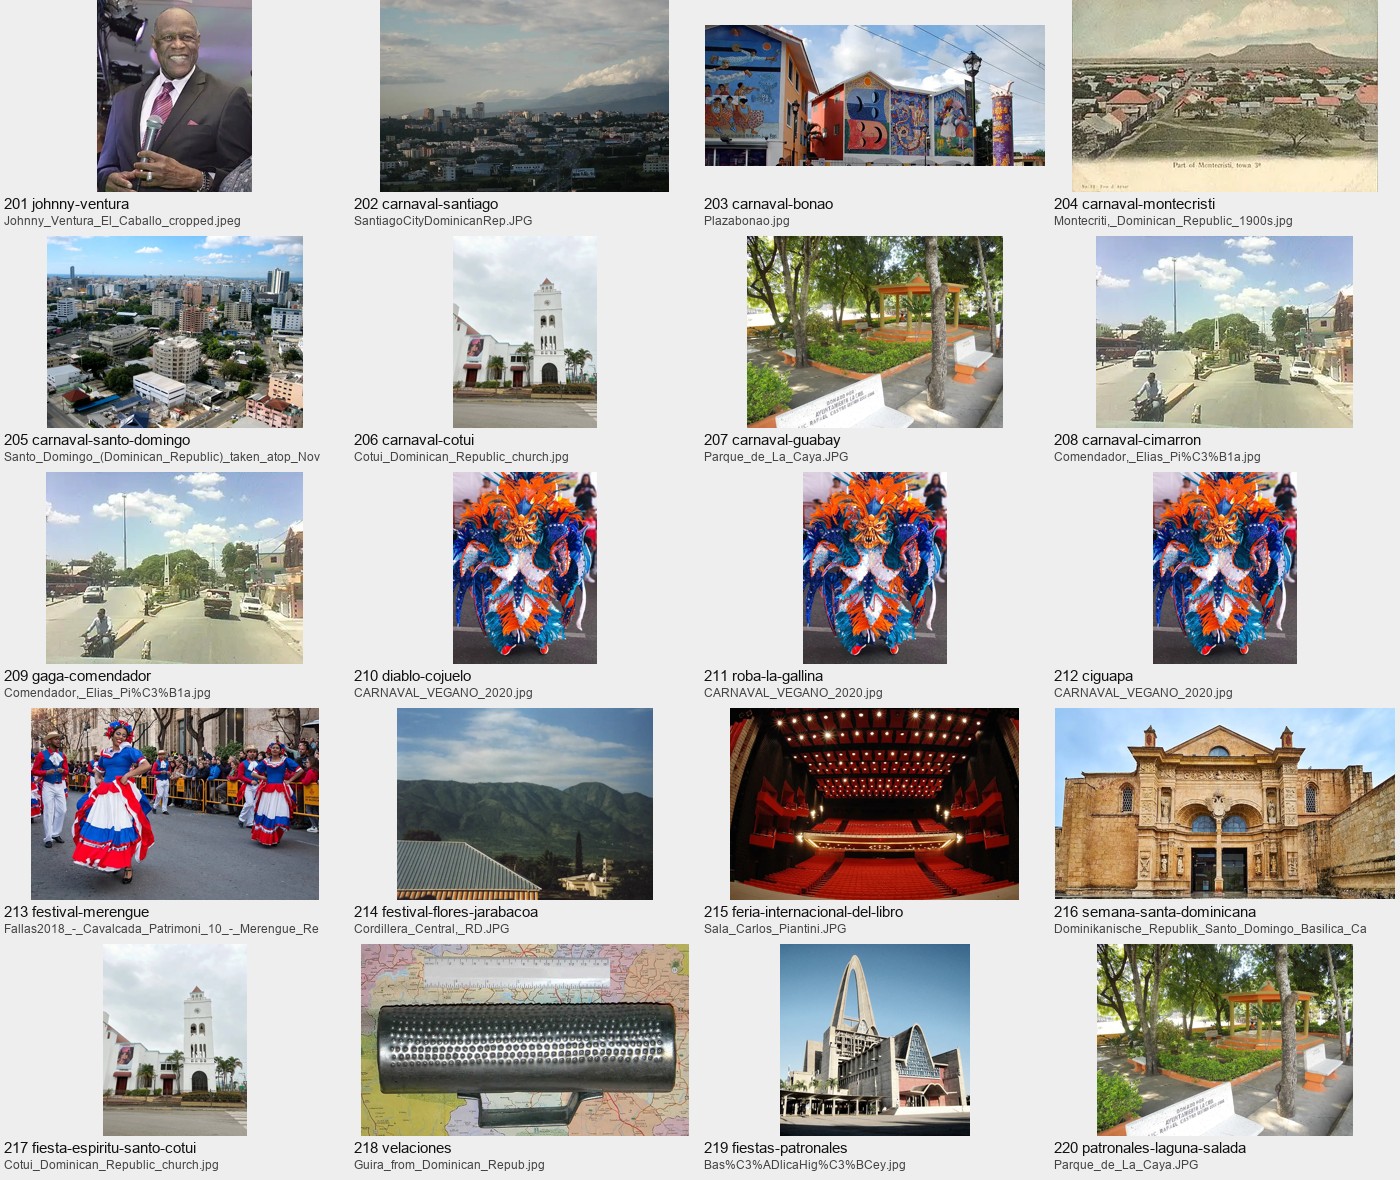 Part of Montecristi, town
201 johnny-ventura
Johnny_Ventura_El_Caballo_cropped.jpeg
202 carnaval-santiago
SantiagoCityDominicanRep.JPG
203 carnaval-bonao
Plazabonao.jpg
204 carnaval-montecristi
Montecriti,_Dominican_Republic_1900s.jpg
205 carnaval-santo-domingo
Santo_Domingo_(Dominican_Republic)_taken_atop_Nov
206 carnaval-cotui
Cotui_Dominican_Republic_church.jpg
207 carnaval-guabay
Parque_de_La_Caya.JPG
208 carnaval-cimarron
Comendador,_Elias_Pi%C3%B1a.jpg
209 gaga-comendador
Comendador,_Elias_Pi%C3%B1a.jpg
210 diablo-cojuelo
CARNAVAL_VEGANO_2020.jpg
211 roba-la-gallina
CARNAVAL_VEGANO_2020.jpg
212 ciguapa
CARNAVAL_VEGANO_2020.jpg
213 festival-merengue
Fallas2018_-_Cavalcada_Patrimoni_10_-_Merengue_Re
214 festival-flores-jarabacoa
Cordillera_Central,_RD.JPG
215 feria-internacional-del-libro
Sala_Carlos_Piantini.JPG
216 semana-santa-dominicana
Dominikanische_Republik_Santo_Domingo_Basilica_Ca
217 fiesta-espiritu-santo-cotui
Cotui_Dominican_Republic_church.jpg
218 velaciones
Guira_from_Dominican_Repub.jpg
219 fiestas-patronales
Bas%C3%ADlicaHig%C3%BCey.jpg
220 patronales-laguna-salada
Parque_de_La_Caya.JPG